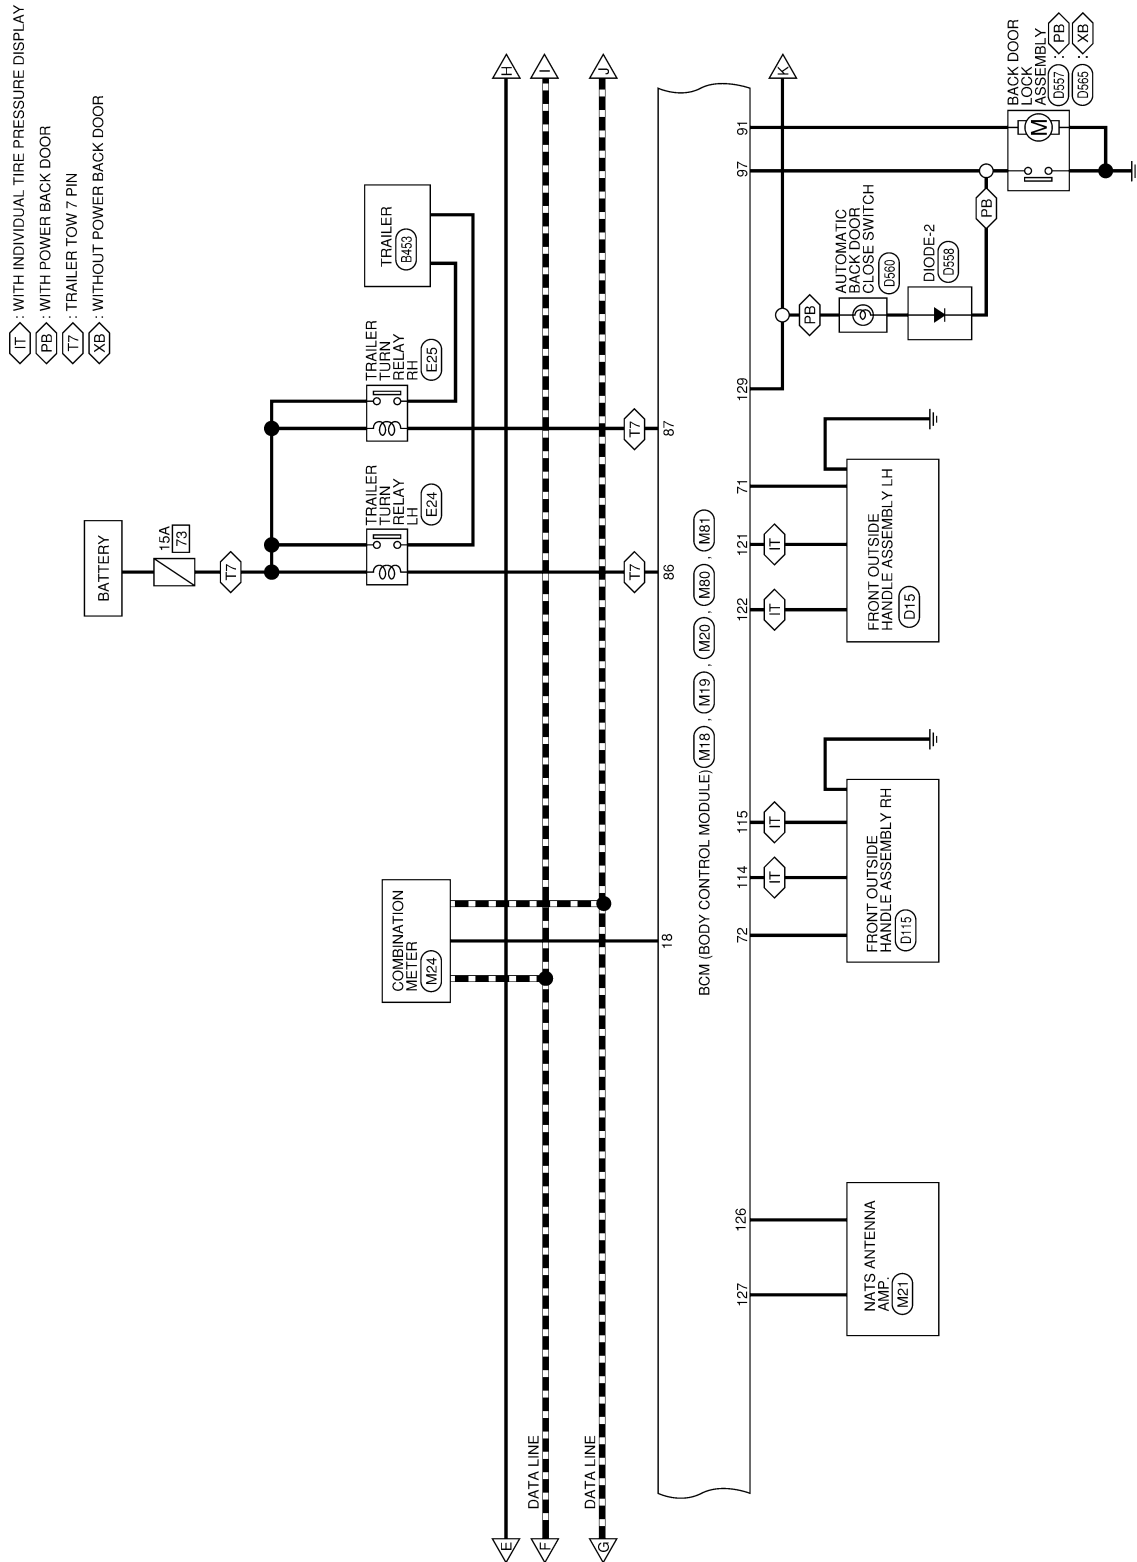 IT : WITH INDIVIDUAL TIRE PRESSURE DISPLAY
PB : WITH POWER BACK DOOR
T7 : TRAILER TOW 7 PIN
XB : WITHOUT POWER BACK DOOR
BATTERY
15A
73
T7
TRAILER
TURN
RELAY
LH
E24
TRAILER
TURN
RELAY
RH
E25
TRAILER
B453
COMBINATION
METER
M24
E
H
DATA LINE
F
I
DATA LINE
G
J
T7
T7
18
86
87
BCM (BODY CONTROL MODULE) M18 , M19 , M20 , M80 , M81
127
126
72
114
115
122
121
71
129
97
91
IT
IT
IT
IT
K
NATS ANTENNA
AMP.
M21
FRONT OUTSIDE
HANDLE ASSEMBLY RH
D115
FRONT OUTSIDE
HANDLE ASSEMBLY LH
D15
PB
AUTOMATIC
BACK DOOR
CLOSE SWITCH
D560
DIODE-2
D558
PB
BACK DOOR
LOCK
ASSEMBLY
D557 : PB
D565 : XB
M